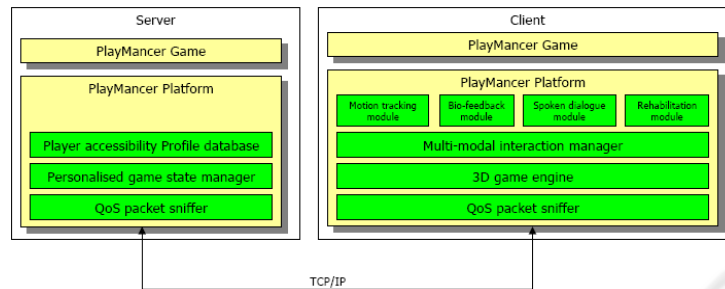 Server
PlayMancer Game
PlayMancer Platform
Player accessibility Profile database
Personalised game state manager
QoS packet sniffer
Client
PlayMancer Game
PlayMancer Platform
Motion tracking
module
Bio-feedback
module
Spoken dialogue
module
Rehabilitation
module
Multi-modal interaction manager
3D game engine
QoS packet sniffer
TCP/IP